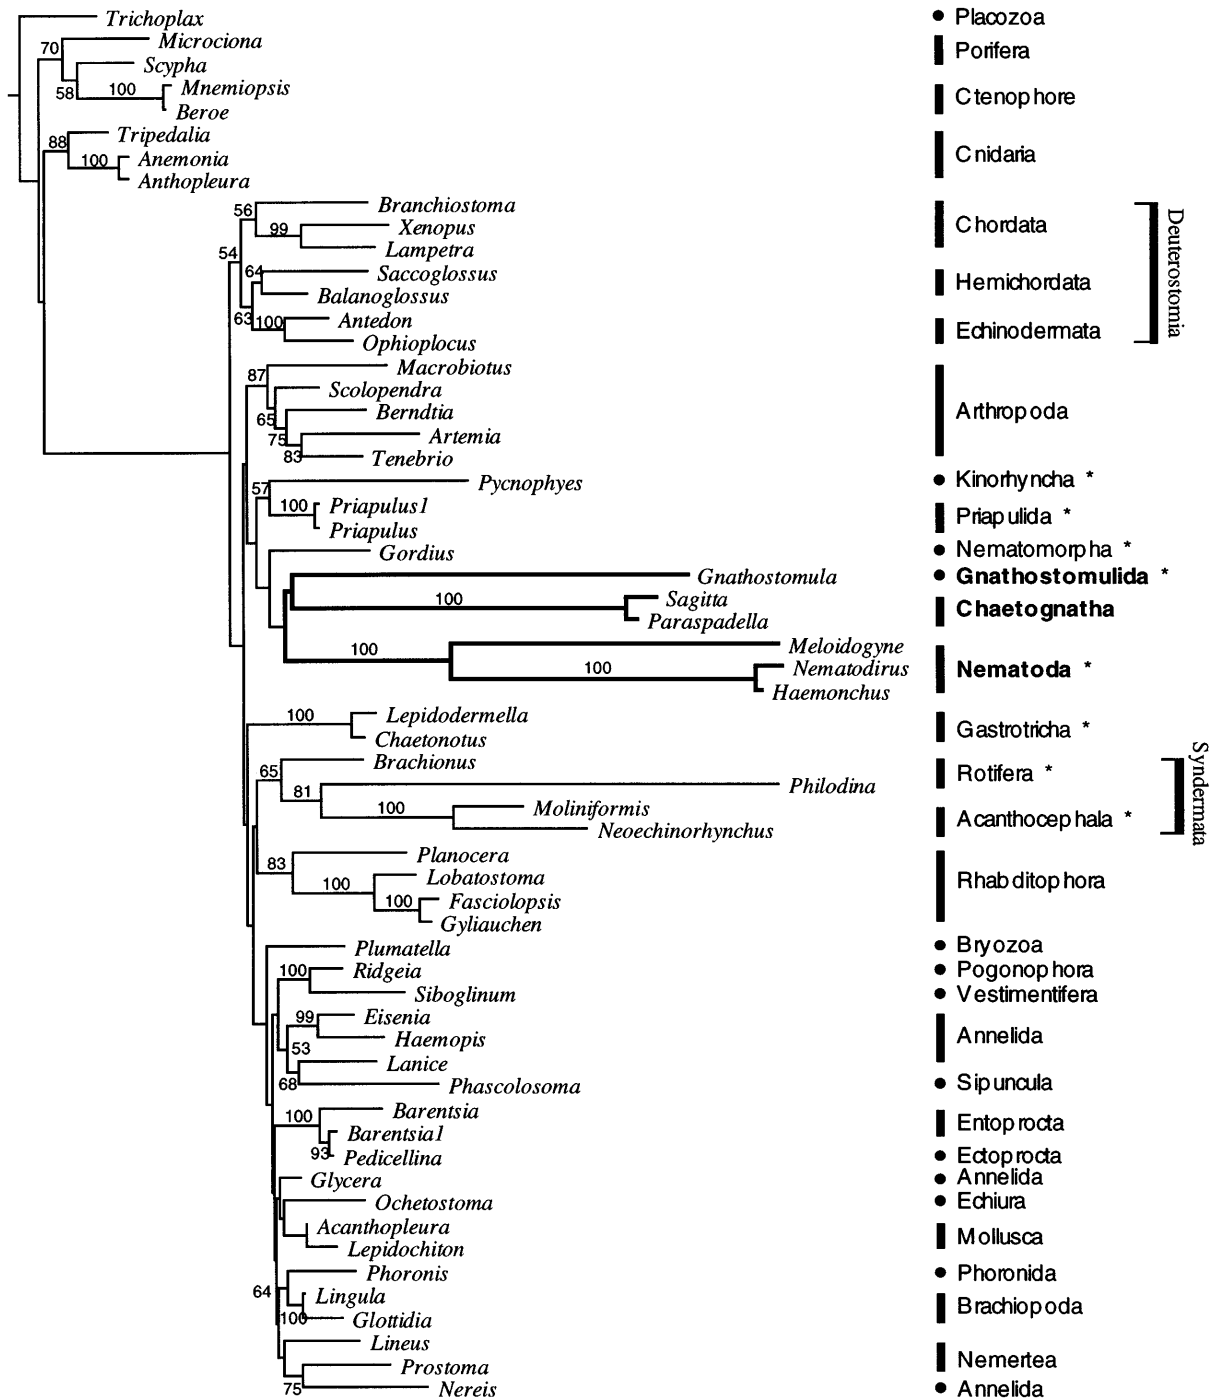 Trichoplax
● Placozoa
70
Microciona
Porifera
Scypha
58
100
Mnemiopsis
Ctenophore
Beroe
88
Tripedalia
100
Anemonia
Cnidaria
Anthopleura
56
Branchiostoma
99
Xenopus
Chordata
54
Lampetra
64
Saccoglossus
Hemichordata
Balanoglossus
63
100
Antedon
Echinodermata
Ophioplocus
Deuterostomia
87
Macrobiotus
Scolopendra
65
Berndtia
Arthropoda
75
Artemia
83
Tenebrio
57
Pycnophyes
● Kinorhyncha *
100
Priapulus1
Priapulida *
Priapulus
Gordius
● Nematomorpha *
Gnathostomula
● Gnathostomulida *
100
Sagitta
Chaetognatha
Paraspadella
100
Meloidogyne
100
Nematodirus
Nematoda *
Haemonchus
100
Lepidodermella
Gastrotricha *
Chaetonotus
65
Brachionus
Rotifera *
81
Philodina
100
Moliniformis
Acanthocephala *
Neoechinorhynchus
Syndermata
83
Planocera
100
Lobatostoma
Rhabditophora
100
Fasciolopsis
Gyliauchen
Plumatella
● Bryozoa
100
Ridgeia
● Pogonophora
Siboglinum
● Vestimentifera
99
Eisenia
Annelida
Haemopis
53
Lanice
68
Phascolosoma
● Sipuncula
100
Barentsia
Entoprocta
Barentsia1
93
Pedicellina
● Ectoprocta
Glycera
● Annelida
Ochetostoma
● Echiura
Acanthopleura
Mollusca
Lepidochiton
64
Phoronis
● Phoronida
Lingula
Brachiopoda
100
Glottidia
Lineus
Nemertea
Prostoma
75
Nereis
● Annelida